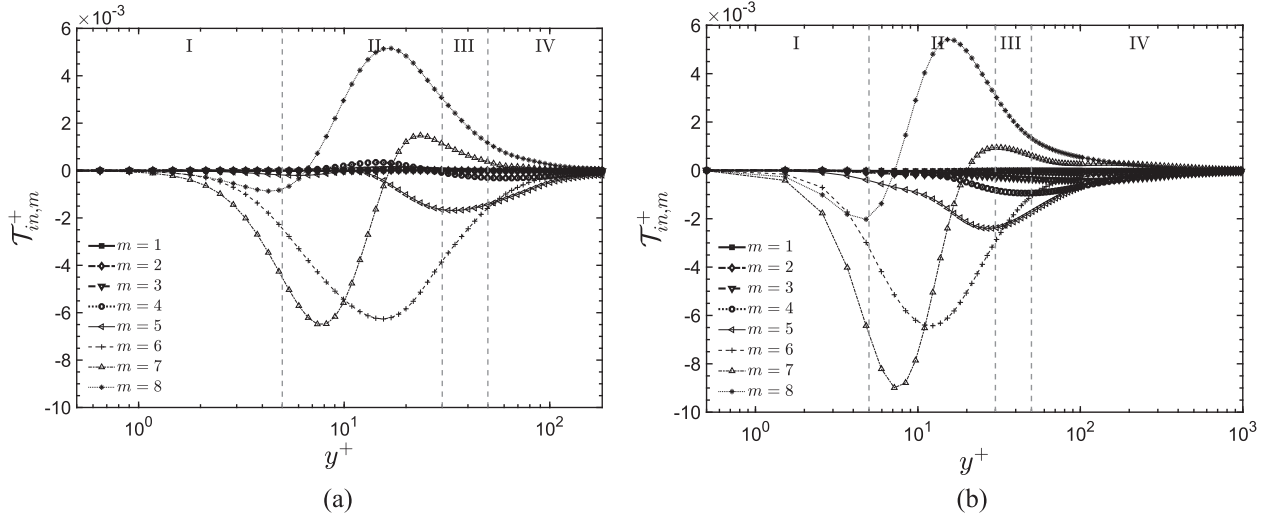 ×10⁻³
6
4
2
0
-2
-4
-6
-8
-10
𝒯⁺in,m
I
II
III
IV
m = 1
m = 2
m = 3
m = 4
m = 5
m = 6
m = 7
m = 8
10⁰
10¹
10²
y⁺
(a)
×10⁻³
6
4
2
0
-2
-4
-6
-8
-10
𝒯⁺in,m
I
II
III
IV
m = 1
m = 2
m = 3
m = 4
m = 5
m = 6
m = 7
m = 8
10⁰
10¹
10²
10³
y⁺
(b)